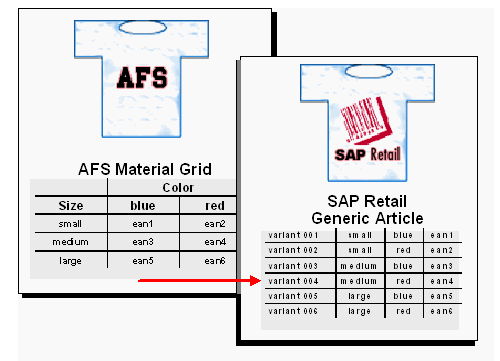 AFS
AFS Material Grid
Color
Size blue red
small ean1 ean2
medium ean3 ean4
large ean5 ean6
SAP Retail
SAP Retail
Generic Article
variant 001 small blue ean1
variant 002 small red ean2
variant 003 medium blue ean3
variant 004 medium red ean4
variant 005 large blue ean5
variant 006 large red ean6